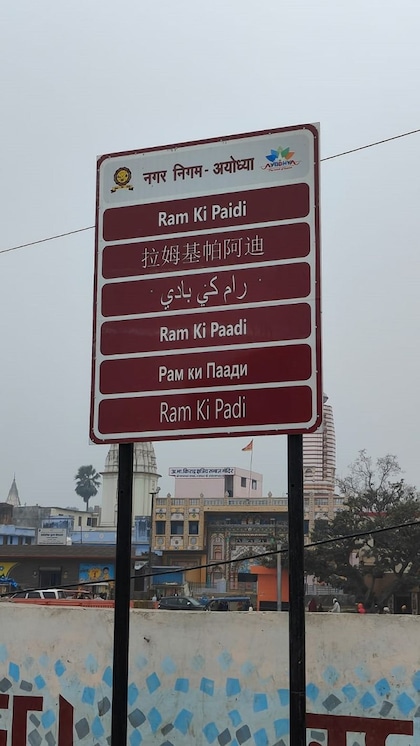 नगर निगम - अयोध्या
AYODHYA
Ram Ki Paidi
拉姆基帕阿迪
رام كي بادي
Ram Ki Paadi
Рам ки Паади
Ram Ki Padi